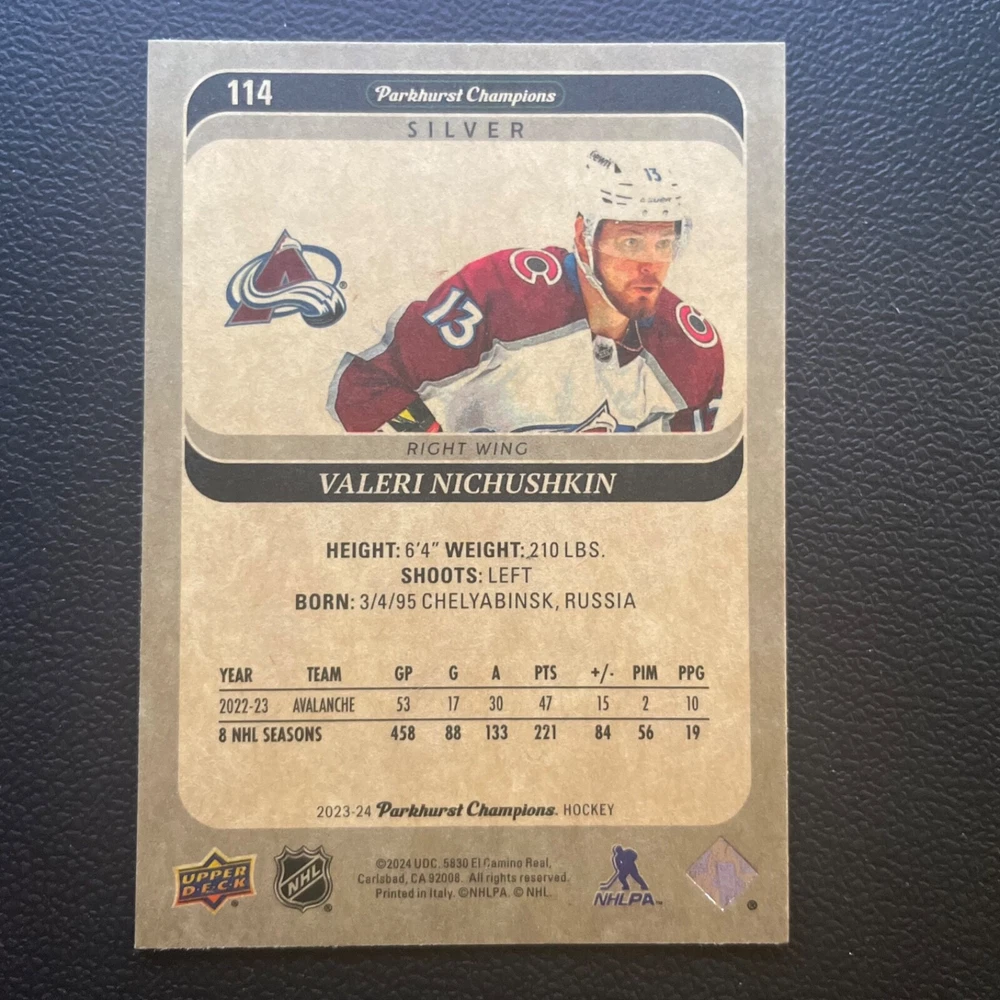 114 Parkhurst Champions
SILVER
13
13
RIGHT WING
VALERI NICHUSHKIN
HEIGHT: 6'4" WEIGHT: 210 LBS.
SHOOTS: LEFT
BORN: 3/4/95 CHELYABINSK, RUSSIA
YEAR TEAM GP G A PTS +/- PIM PPG
2022-23 AVALANCHE 53 17 30 47 15 2 10
8 NHL SEASONS 458 88 133 221 84 56 19
2023-24 Parkhurst Champions. HOCKEY
UPPER
D·E·C·K
®
NHL
®
©2024 UDC. 5830 El Camino Real,
Carlsbad, CA 92008. All rights reserved.
Printed in Italy. ©NHLPA. © NHL.
NHLPA™
®